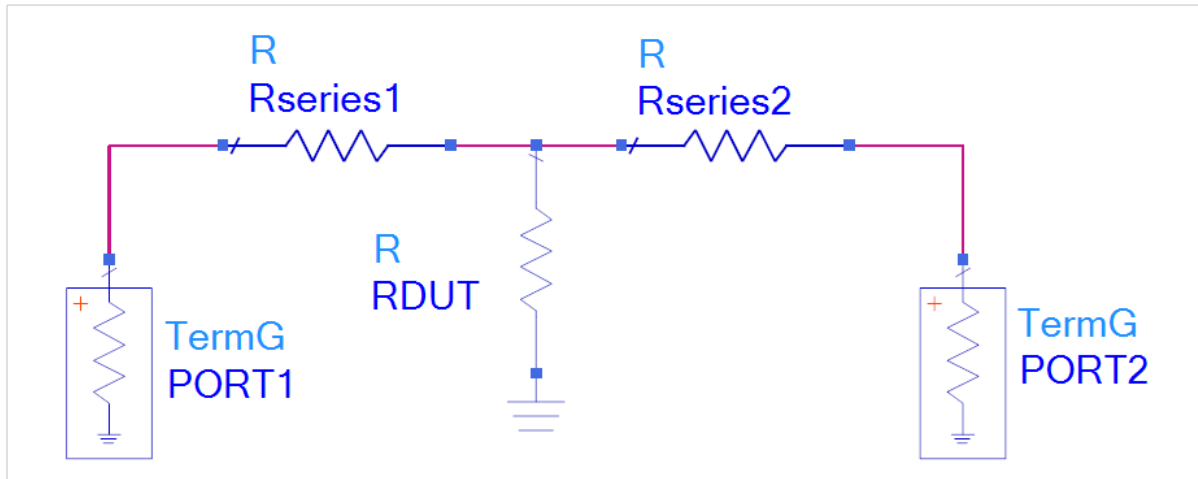 R
Rseries1
R
Rseries2
R
RDUT
+
TermG
PORT1
+
TermG
PORT2